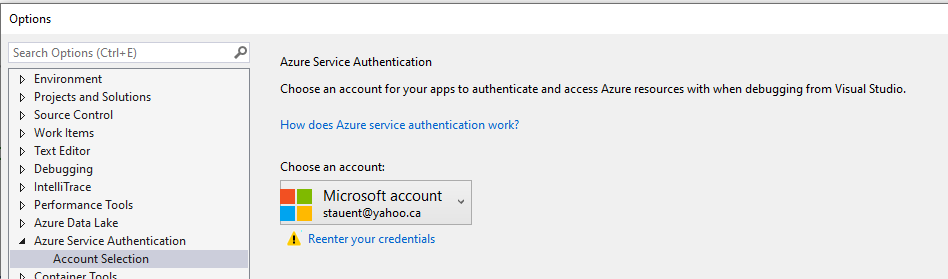 Options
Search Options (Ctrl+E)
Environment
Projects and Solutions
Source Control
Work Items
Text Editor
Debugging
IntelliTrace
Performance Tools
Azure Data Lake
Azure Service Authentication
Account Selection
Container Tools
Azure Service Authentication
Choose an account for your apps to authenticate and access Azure resources with when debugging from Visual Studio.
How does Azure service authentication work?
Choose an account:
Microsoft account
stauent@yahoo.ca
Reenter your credentials